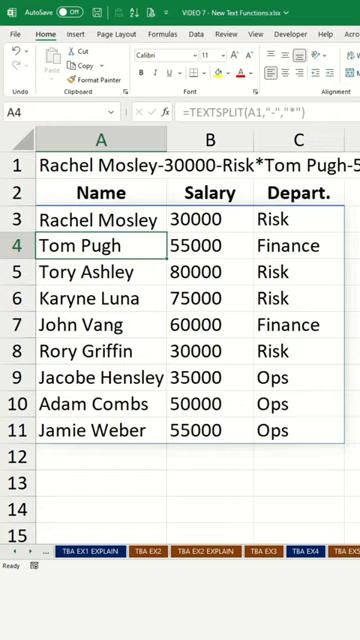 AutoSave Off VIDEO 7 - New Text Functions.xlsx
File Home Insert Page Layout Formulas Data Review View Developer Help Acro
Paste Cut Copy Format Painter
Calibri 11
Undo Clipboard Font Alignment
A4 fx =TEXTSPLIT(A1,"-","*")
A B C
1 Rachel Mosley-30000-Risk*Tom Pugh-5
2 Name Salary Depart.
3 Rachel Mosley 30000 Risk
4 Tom Pugh 55000 Finance
5 Tory Ashley 80000 Risk
6 Karyne Luna 75000 Risk
7 John Vang 60000 Finance
8 Rory Griffin 30000 Risk
9 Jacobe Hensley 35000 Ops
10 Adam Combs 50000 Ops
11 Jamie Weber 55000 Ops
12
13
14
15
TBA EX1 EXPLAIN TBA EX2 TBA EX2 EXPLAIN TBA EX3 TBA EX4 TBA EX5
Ready